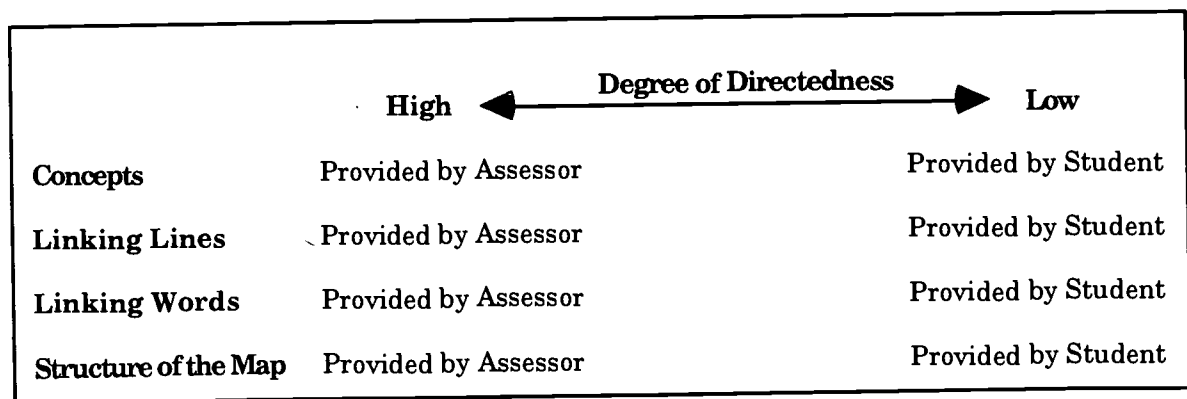 Degree of Directedness
High Low
Concepts Provided by Assessor Provided by Student
Linking Lines Provided by Assessor Provided by Student
Linking Words Provided by Assessor Provided by Student
Structure of the Map Provided by Assessor Provided by Student